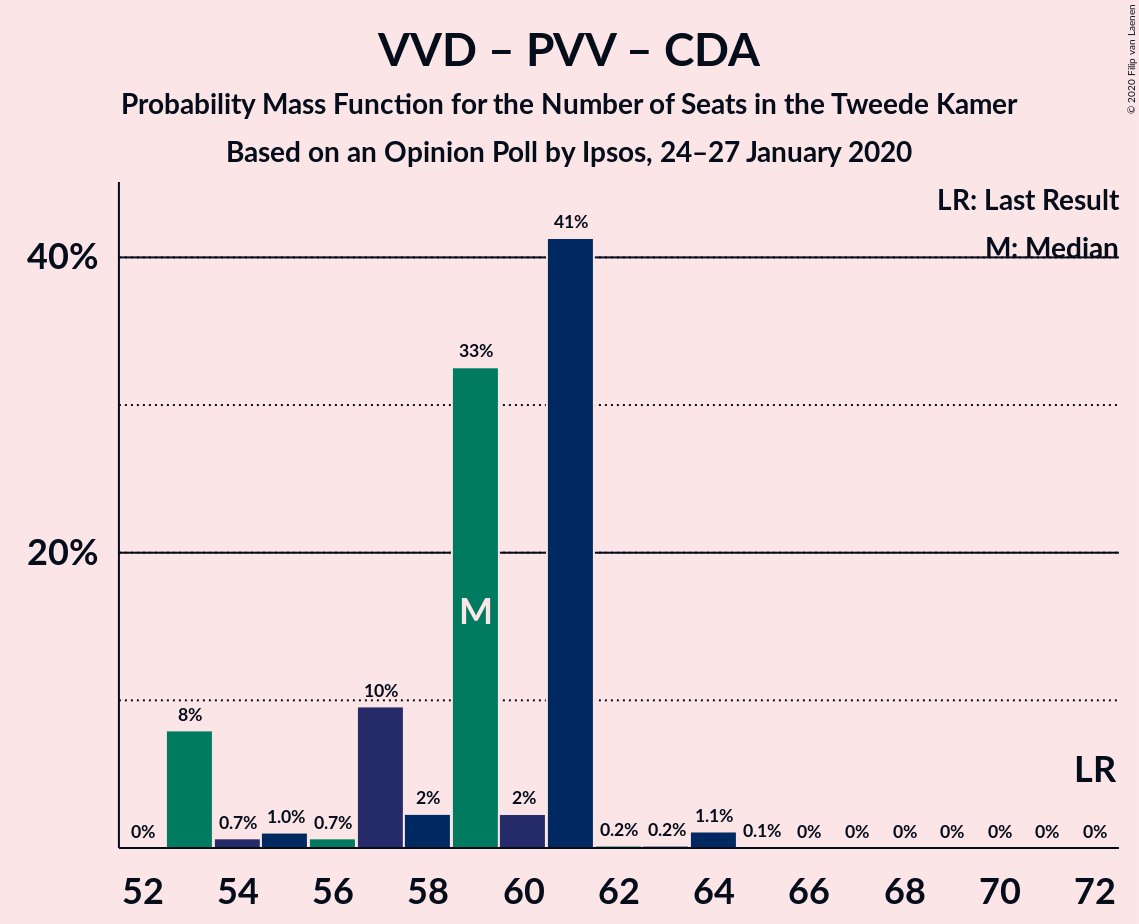 VVD – PVV – CDA
Probability Mass Function for the Number of Seats in the Tweede Kamer
Based on an Opinion Poll by Ipsos, 24–27 January 2020
© 2020 Filip van Laenen
LR: Last Result
M: Median
40%
20%
0%
8%
0.7%
1.0%
0.7%
10%
2%
33%
2%
41%
0.2%
0.2%
1.1%
0.1%
0%
0%
0%
0%
0%
0%
0%
M
LR
52 54 56 58 60 62 64 66 68 70 72